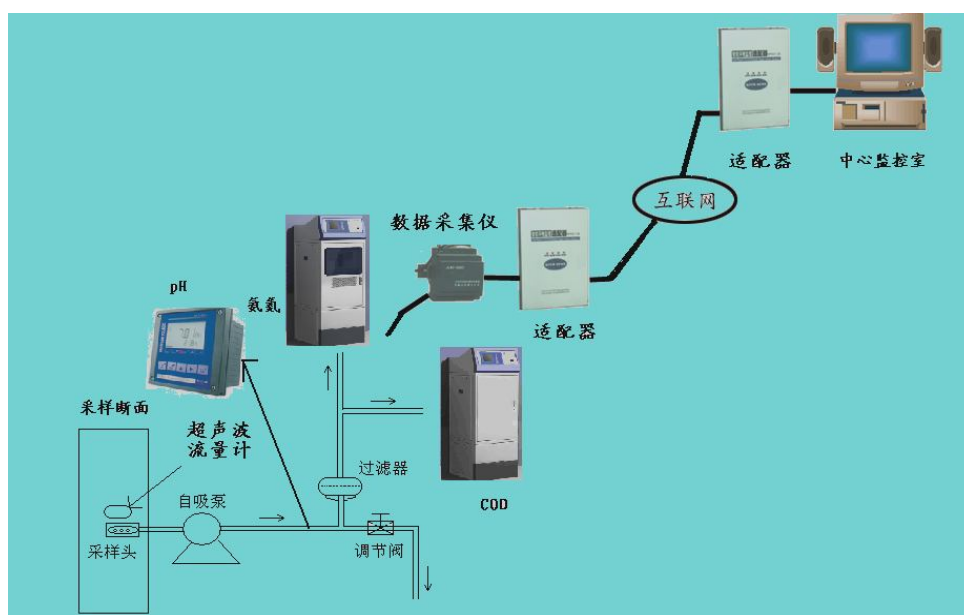 适配器
中心监控室
互联网
数据采集仪
适配器
pH
氨氮
采样断面
超声波
流量计
自吸泵
过滤器
COD
采样头
调节阀